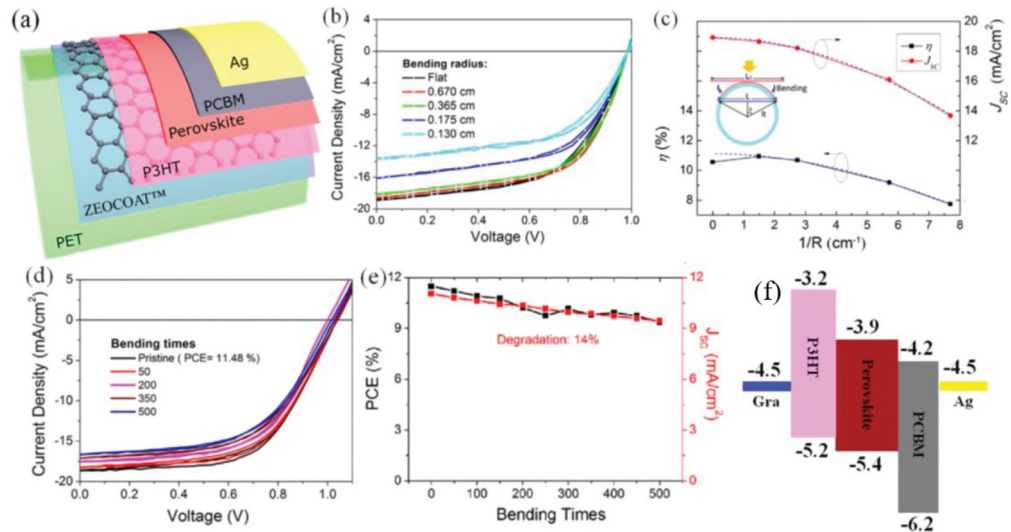 (a)
Ag
PCBM
Perovskite
P3HT
ZEOCOAT™
PET
(b)
Current Density (mA/cm²)
0
-4
-8
-12
-16
-20
Bending radius:
Flat
0.670 cm
0.365 cm
0.175 cm
0.130 cm
0.0 0.2 0.4 0.6 0.8 1.0
Voltage (V)
(c)
η (%)
18
16
14
12
10
8
η
J_SC
Bending
R
20
18
16
14
12
10
J_SC (mA/cm²)
0 1 2 3 4 5 6 7 8
1/R (cm⁻¹)
(d)
Current Density (mA/cm²)
5
0
-5
-10
-15
-20
Bending times
Pristine ( PCE= 11.48 %)
50
200
350
500
0.0 0.2 0.4 0.6 0.8 1.0
Voltage (V)
(e)
PCE (%)
12
9
6
3
0
Degradation: 14%
12
9
6
3
0
J_SC (mA/cm²)
0 100 200 300 400 500
Bending Times
(f)
-3.2
-3.9
-4.2
-4.5
-4.5
Gra
P3HT
Perovskite
PCBM
Ag
-5.2
-5.4
-6.2